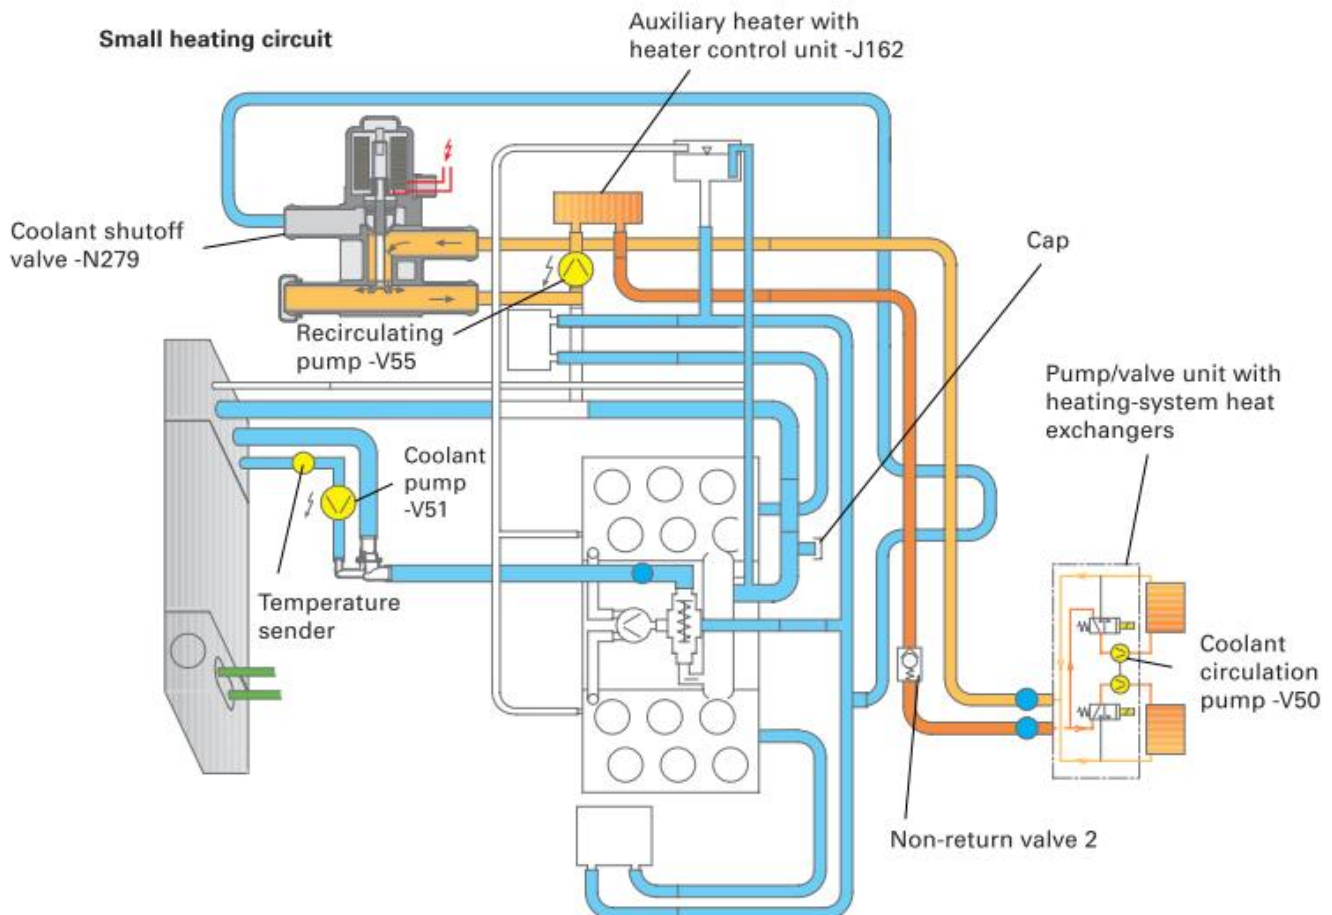 Small heating circuit
Auxiliary heater with
heater control unit -J162
Coolant shutoff
valve -N279
Cap
Recirculating
pump -V55
Pump/valve unit with
heating-system heat
exchangers
Coolant
pump
-V51
Temperature
sender
Coolant
circulation
pump -V50
Non-return valve 2